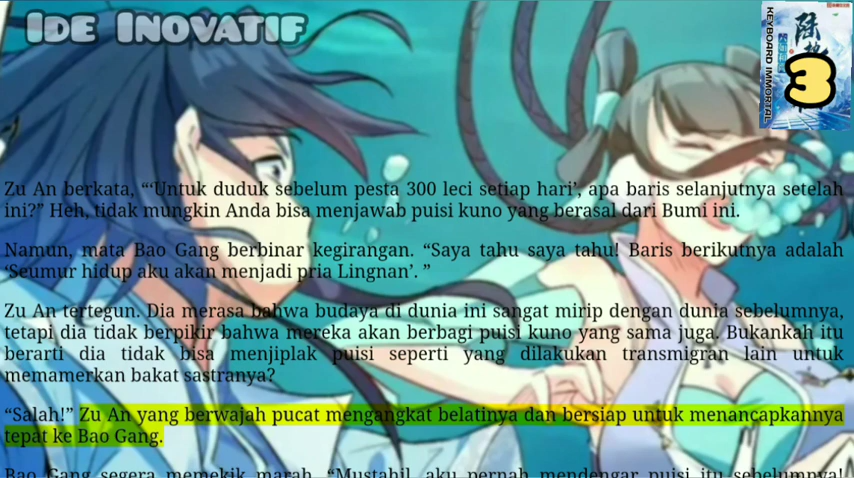 Ide Inovatif
KEYBOARD IMMORTAL
3
Zu An berkata, “‘Untuk duduk sebelum pesta 300 leci setiap hari’, apa baris selanjutnya setelah
ini?” Heh, tidak mungkin Anda bisa menjawab puisi kuno yang berasal dari Bumi ini.
Namun, mata Bao Gang berbinar kegirangan. “Saya tahu saya tahu! Baris berikutnya adalah
‘Seumur hidup aku akan menjadi pria Lingnan’. ”
Zu An tertegun. Dia merasa bahwa budaya di dunia ini sangat mirip dengan dunia sebelumnya,
tetapi dia tidak berpikir bahwa mereka akan berbagi puisi kuno yang sama juga. Bukankah itu
berarti dia tidak bisa menjiplak puisi seperti yang dilakukan transmigran lain untuk
memamerkan bakat sastranya?
“Salah!” Zu An yang berwajah pucat mengangkat belatinya dan bersiap untuk menancapkannya
tepat ke Bao Gang.
Bao Gang segera memekik marah, “Mustahil, aku pernah mendengar puisi itu sebelumnya!